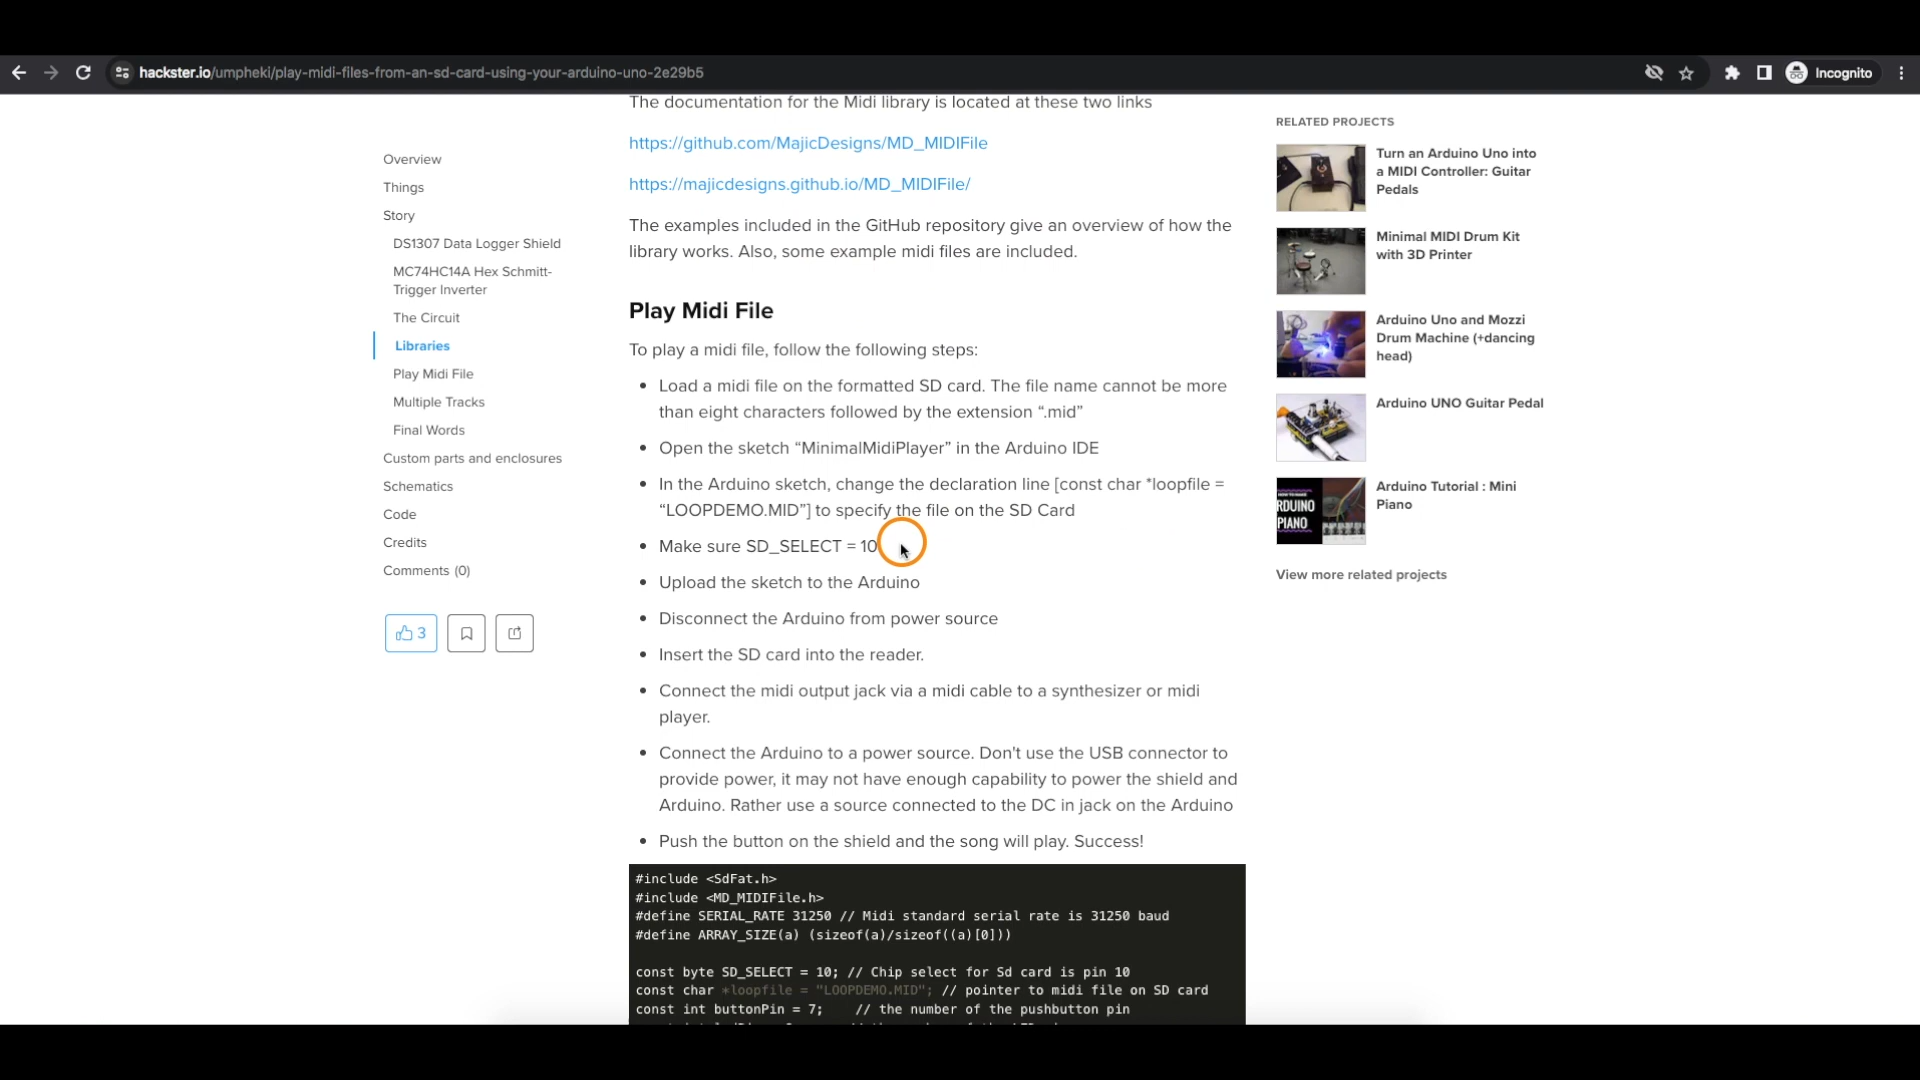 hackster.io/umpheki/play-midi-files-from-an-sd-card-using-your-arduino-uno-2e29b5
Incognito
Overview
Things
Story
DS1307 Data Logger Shield
MC74HC14A Hex Schmitt-
Trigger Inverter
The Circuit
Libraries
Play Midi File
Multiple Tracks
Final Words
Custom parts and enclosures
Schematics
Code
Credits
Comments (0)
3
The documentation for the Midi library is located at these two links
https://github.com/MajicDesigns/MD_MIDIFile
https://majicdesigns.github.io/MD_MIDIFile/
The examples included in the GitHub repository give an overview of how the
library works. Also, some example midi files are included.
Play Midi File
To play a midi file, follow the following steps:
• Load a midi file on the formatted SD card. The file name cannot be more
than eight characters followed by the extension “.mid”
• Open the sketch “MinimalMidiPlayer” in the Arduino IDE
• In the Arduino sketch, change the declaration line [const char *loopfile =
“LOOPDEMO.MID”] to specify the file on the SD Card
• Make sure SD_SELECT = 10
• Upload the sketch to the Arduino
• Disconnect the Arduino from power source
• Insert the SD card into the reader.
• Connect the midi output jack via a midi cable to a synthesizer or midi
player.
• Connect the Arduino to a power source. Don't use the USB connector to
provide power, it may not have enough capability to power the shield and
Arduino. Rather use a source connected to the DC in jack on the Arduino
• Push the button on the shield and the song will play. Success!
#include <SdFat.h>
#include <MD_MIDIFile.h>
#define SERIAL_RATE 31250 // Midi standard serial rate is 31250 baud
#define ARRAY_SIZE(a) (sizeof(a)/sizeof((a)[0]))
const byte SD_SELECT = 10; // Chip select for Sd card is pin 10
const char *loopfile = "LOOPDEMO.MID"; // pointer to midi file on SD card
const int buttonPin = 7; // the number of the pushbutton pin
RELATED PROJECTS
Turn an Arduino Uno into
a MIDI Controller: Guitar
Pedals
Minimal MIDI Drum Kit
with 3D Printer
Arduino Uno and Mozzi
Drum Machine (+dancing
head)
Arduino UNO Guitar Pedal
RDUINO
PIANO
Arduino Tutorial : Mini
Piano
View more related projects